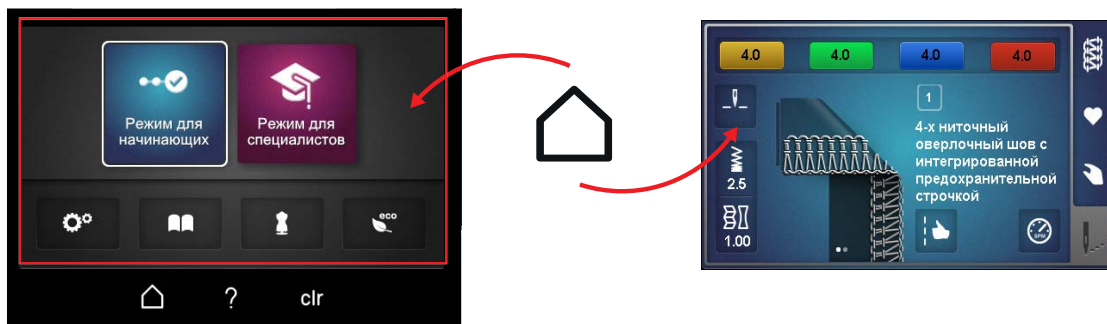 Режим для
начинающих
Режим для
специалистов
eco
? clr
4.0 4.0 4.0 4.0
1
4-х ниточный
оверлочный шов с
интегрированной
предохранительной
строчкой
2.5
1.00
SPM